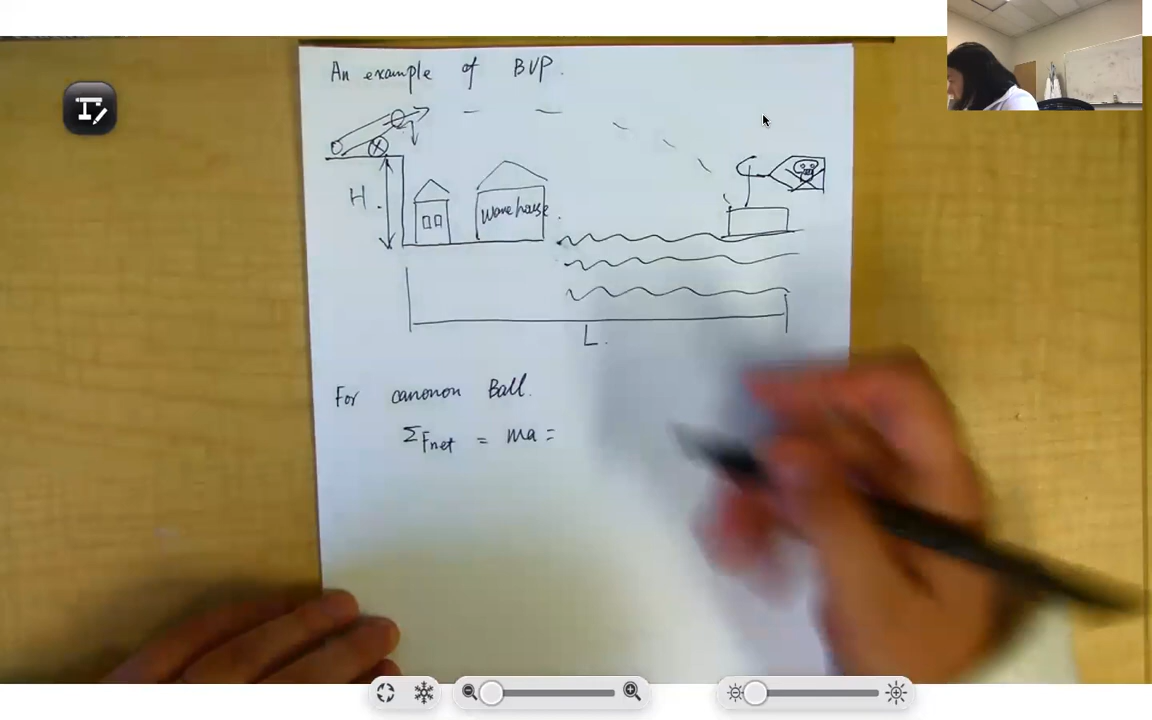 An example of BVP.
H.
Warehouse.
L.
For canonon Ball.
ΣFnet = ma =